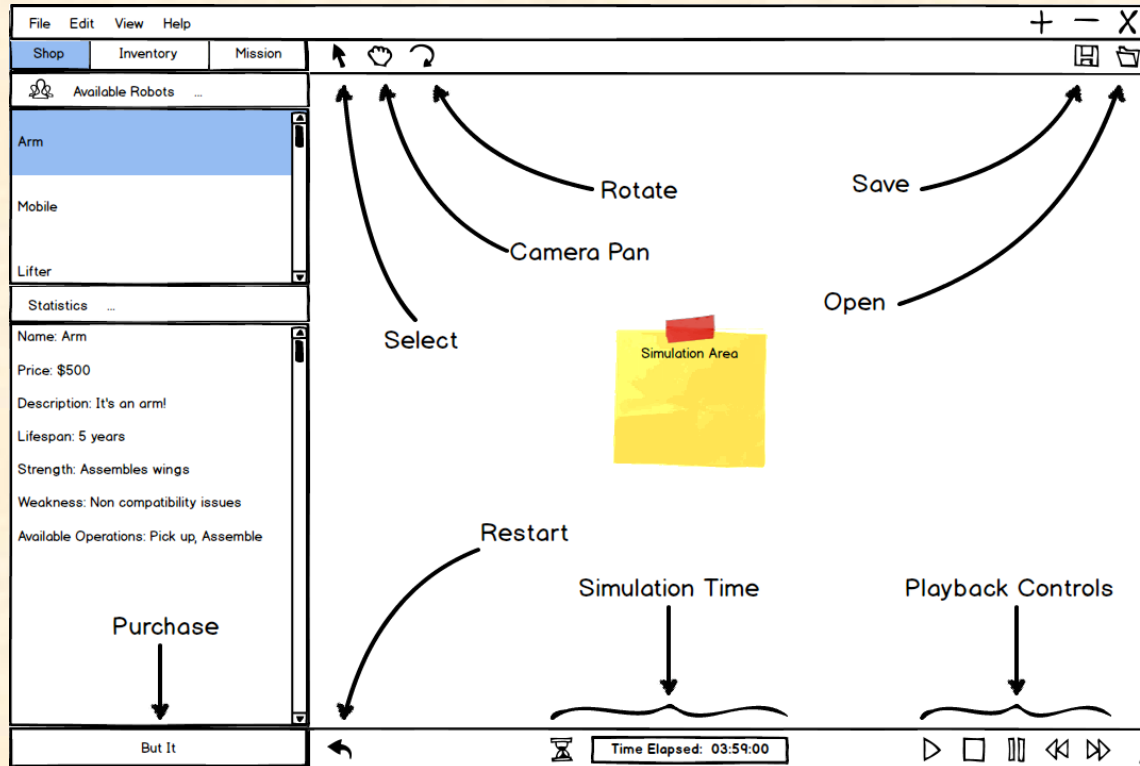 File Edit View Help
Shop Inventory Mission
Available Robots ...
Arm
Mobile
Lifter
Statistics ...
Name: Arm
Price: $500
Description: It's an arm!
Lifespan: 5 years
Strength: Assembles wings
Weakness: Non compatibility issues
Available Operations: Pick up, Assemble
Purchase
But It
Rotate
Save
Camera Pan
Open
Select
Simulation Area
Restart
Simulation Time
Playback Controls
Time Elapsed: 03:59:00